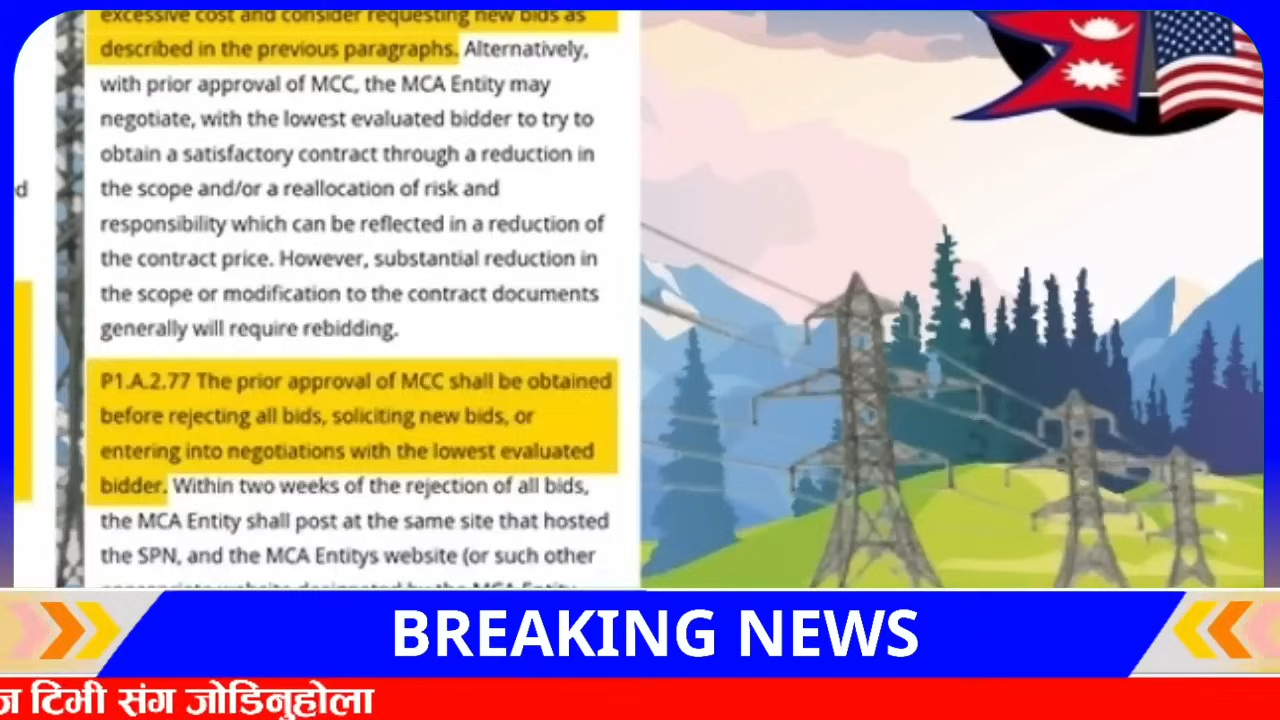 excessive cost and consider requesting new bids as
described in the previous paragraphs. Alternatively,
with prior approval of MCC, the MCA Entity may
negotiate, with the lowest evaluated bidder to try to
obtain a satisfactory contract through a reduction in
the scope and/or a reallocation of risk and
responsibility which can be reflected in a reduction of
the contract price. However, substantial reduction in
the scope or modification to the contract documents
generally will require rebidding.
P1.A.2.77 The prior approval of MCC shall be obtained
before rejecting all bids, soliciting new bids, or
entering into negotiations with the lowest evaluated
bidder. Within two weeks of the rejection of all bids,
the MCA Entity shall post at the same site that hosted
the SPN, and the MCA Entitys website (or such other
BREAKING NEWS
ज टिमी संग जोडिनुहोला